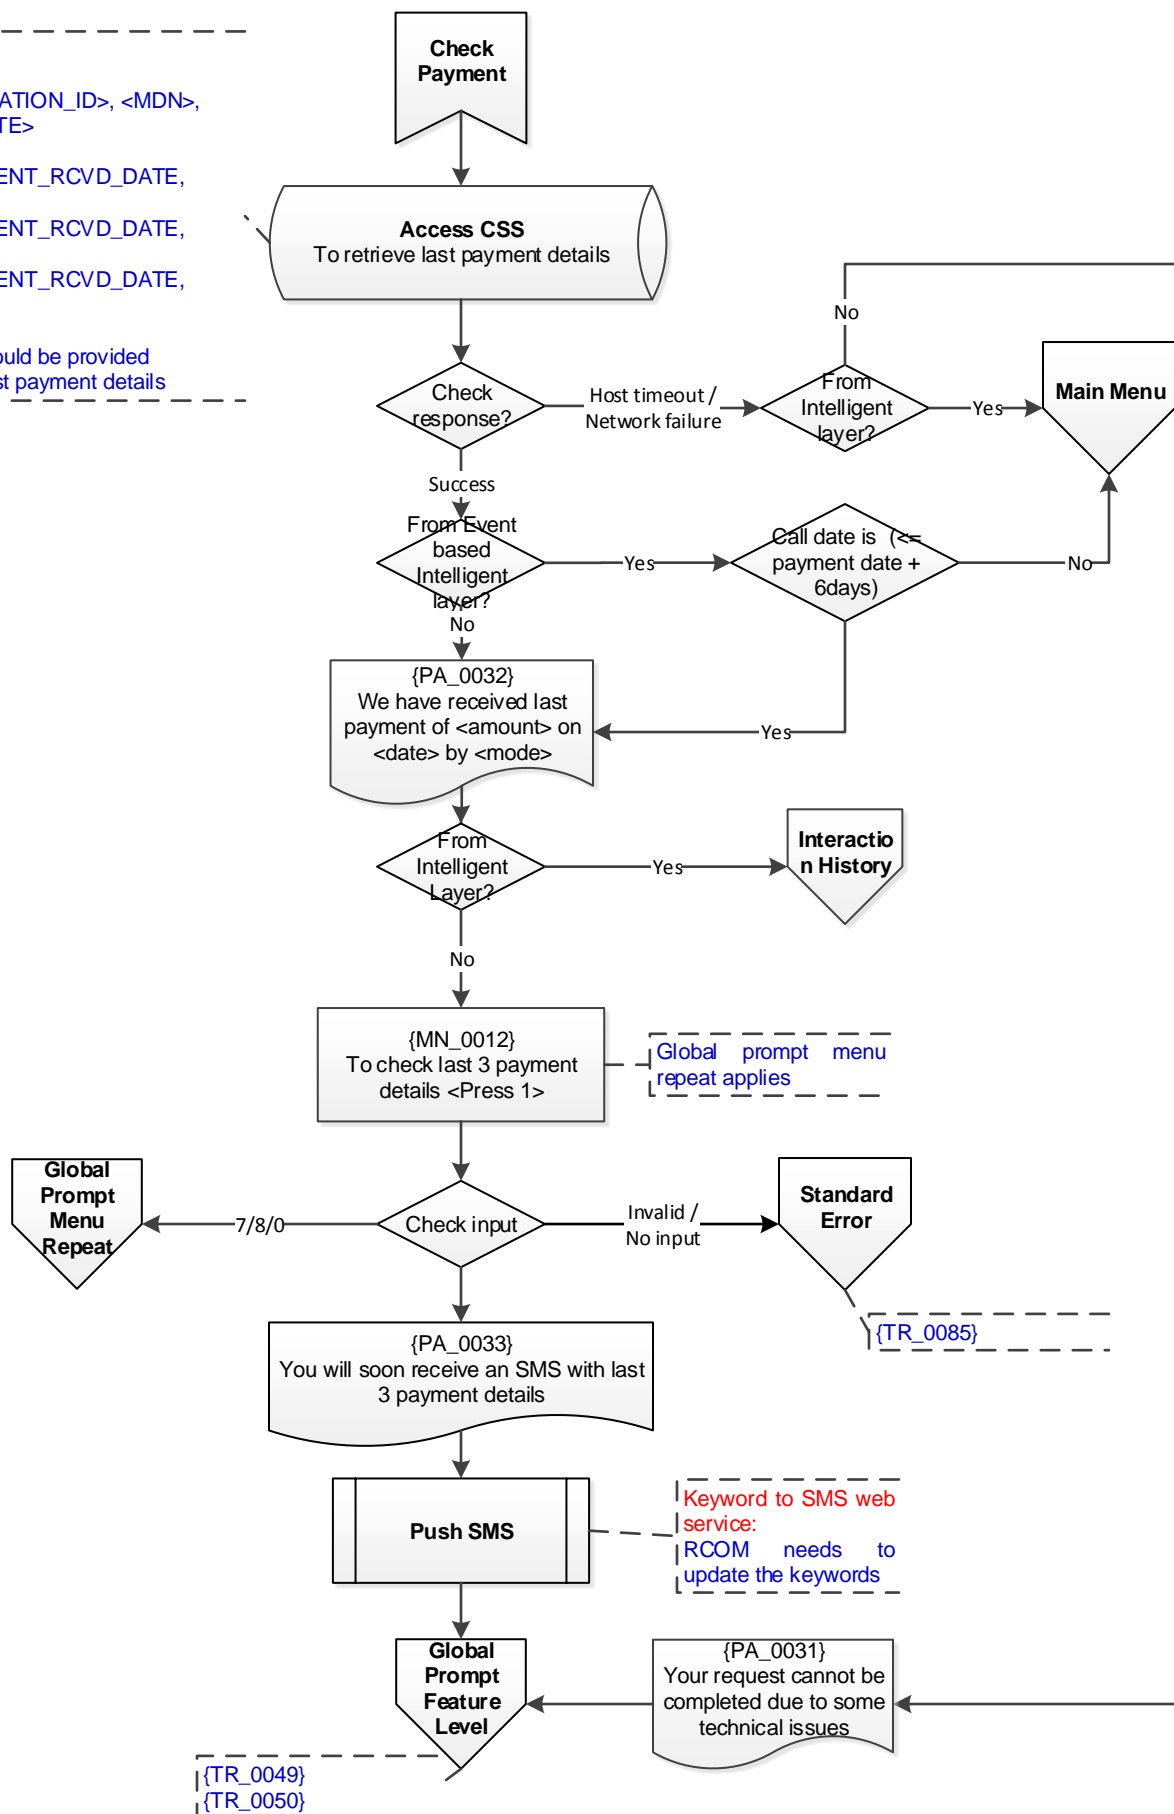 Check
Payment
ATION_ID>, <MDN>,
TE>
ENT_RCVD_DATE,
ENT_RCVD_DATE,
ENT_RCVD_DATE,
ould be provided
st payment details
Access CSS
To retrieve last payment details
No
Check
response?
Host timeout /
Network failure
From
Intelligent
layer?
Yes
Main Menu
Success
From Event
based
Intelligent
layer?
Yes
Call date is (<=
payment date +
6days)
No
No
{PA_0032}
We have received last
payment of <amount> on
<date> by <mode>
Yes
From
Intelligent
Layer?
Yes
Interactio
n History
No
{MN_0012}
To check last 3 payment
details <Press 1>
Global prompt menu
repeat applies
Global
Prompt
Menu
Repeat
7/8/0
Check input
Invalid /
No input
Standard
Error
{TR_0085}
{PA_0033}
You will soon receive an SMS with last
3 payment details
Push SMS
Keyword to SMS web
service:
RCOM needs to
update the keywords
Global
Prompt
Feature
Level
{PA_0031}
Your request cannot be
completed due to some
technical issues
{TR_0049}
{TR_0050}